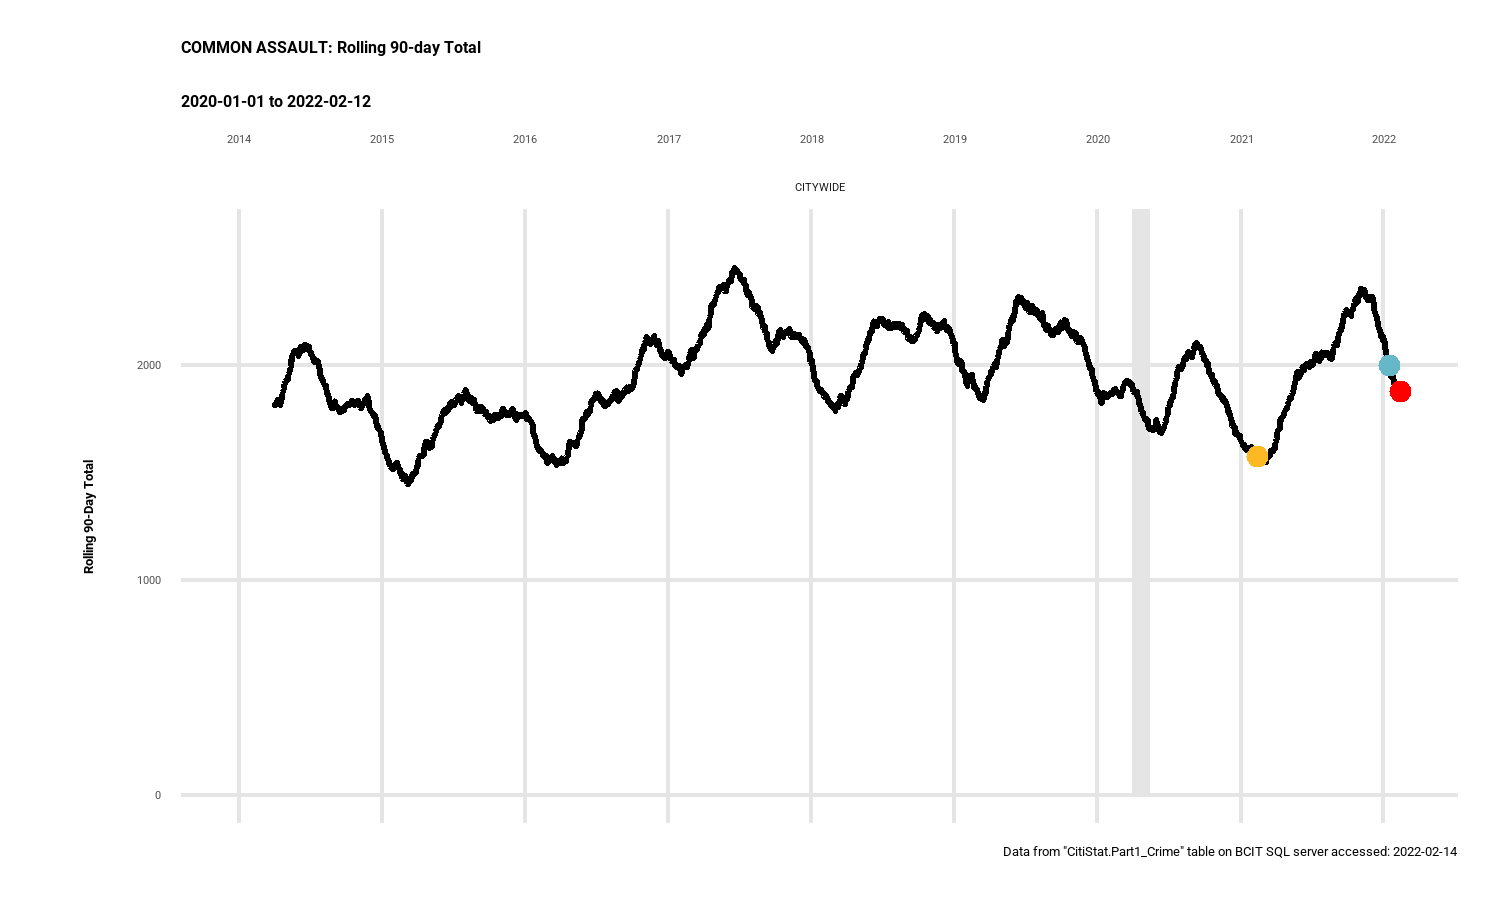 COMMON ASSAULT: Rolling 90-day Total
2020-01-01 to 2022-02-12
2014 2015 2016 2017 2018 2019 2020 2021 2022
CITYWIDE
2000
1000
0
Rolling 90-Day Total
Data from "CitiStat.Part1_Crime" table on BCIT SQL server accessed: 2022-02-14